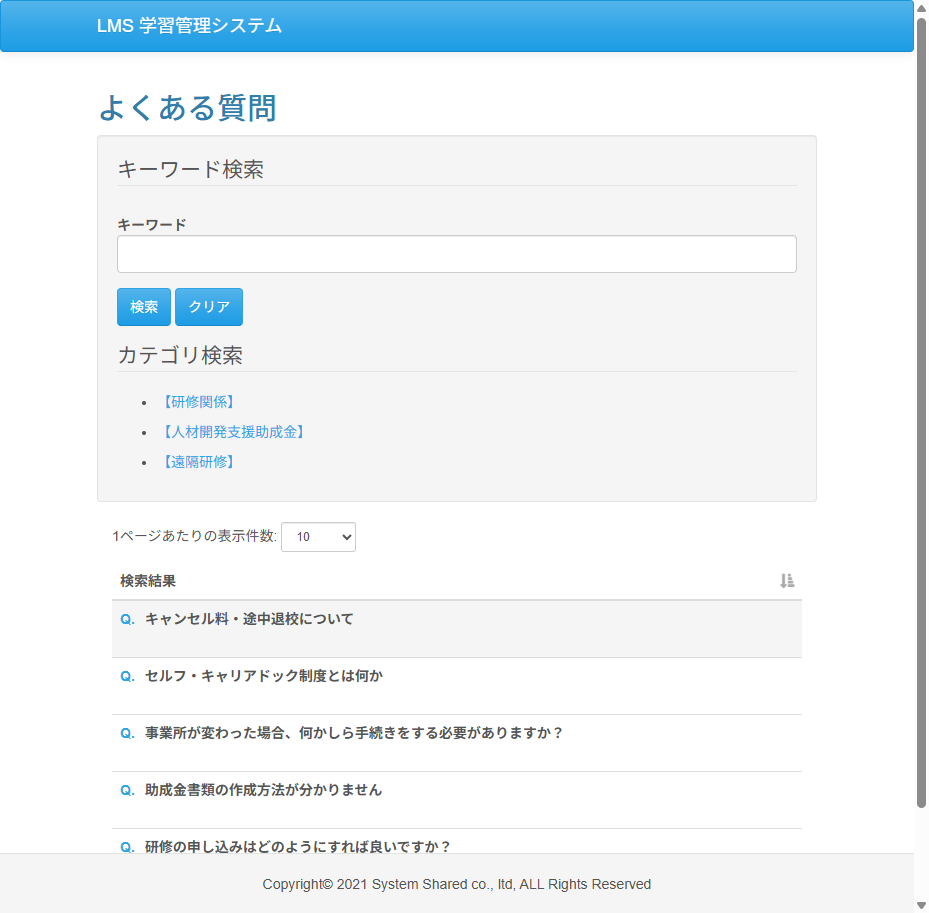 LMS 学習管理システム
よくある質問
キーワード検索
キーワード
検索 クリア
カテゴリ検索
【研修関係】
【人材開発支援助成金】
【遠隔研修】
1ページあたりの表示件数: 10
検索結果
Q. キャンセル料・途中退校について
Q. セルフ・キャリアドック制度とは何か
Q. 事業所が変わった場合、何かしら手続きをする必要がありますか？
Q. 助成金書類の作成方法が分かりません
Q. 研修の申し込みはどのようにすれば良いですか？
Copyright© 2021 System Shared co., ltd, ALL Rights Reserved